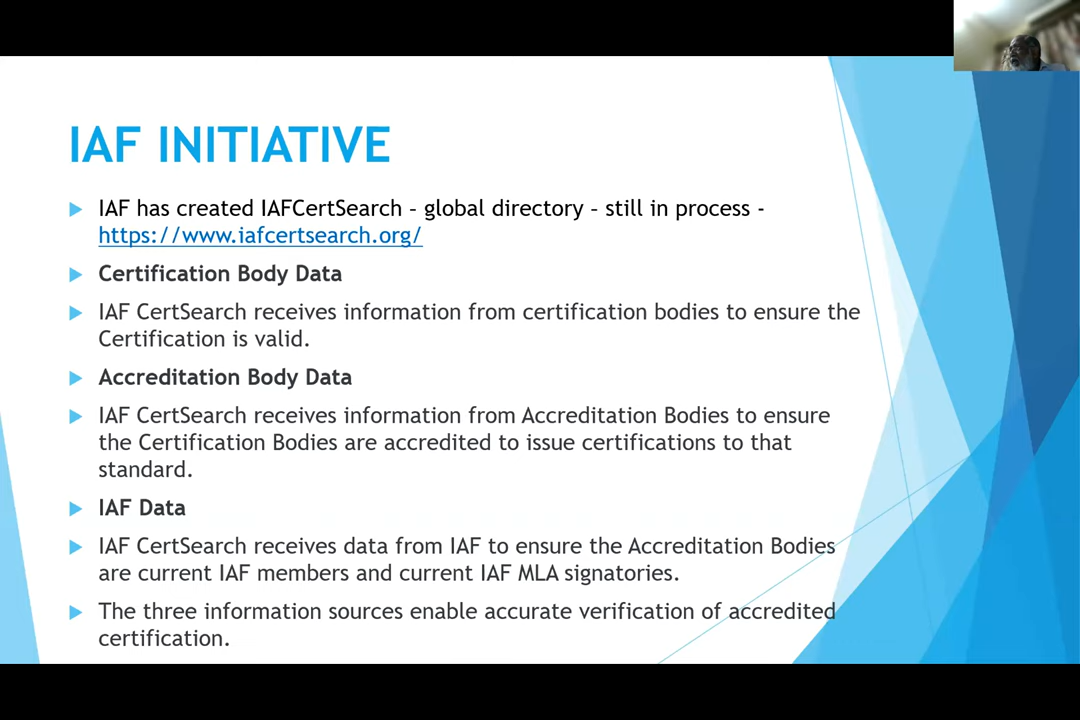 IAF INITIATIVE
IAF has created IAFCertSearch – global directory – still in process -
https://www.iafcertsearch.org/
Certification Body Data
IAF CertSearch receives information from certification bodies to ensure the
Certification is valid.
Accreditation Body Data
IAF CertSearch receives information from Accreditation Bodies to ensure
the Certification Bodies are accredited to issue certifications to that
standard.
IAF Data
IAF CertSearch receives data from IAF to ensure the Accreditation Bodies
are current IAF members and current IAF MLA signatories.
The three information sources enable accurate verification of accredited
certification.